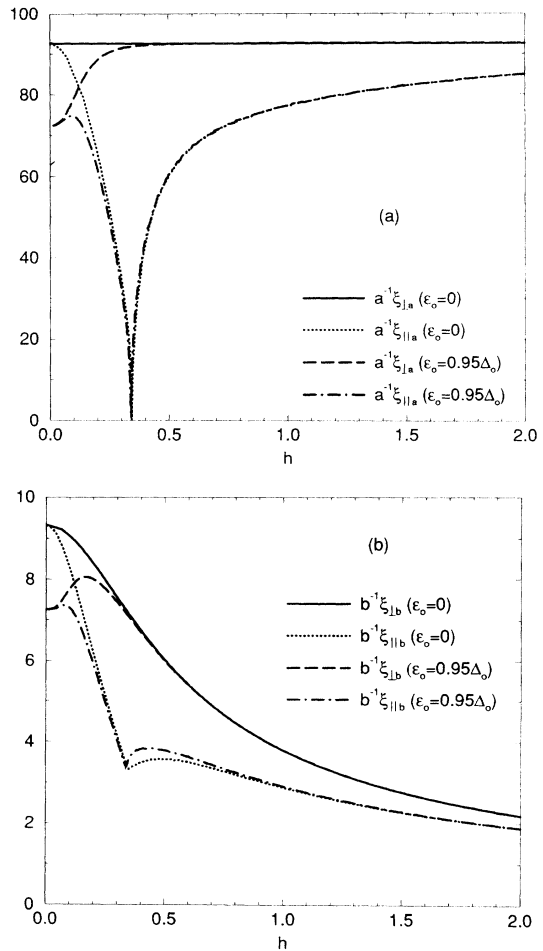 100
80
60
40
20
0
(a)
a⁻¹ξ⊥a (ε₀=0)
a⁻¹ξ||a (ε₀=0)
a⁻¹ξ⊥a (ε₀=0.95Δ₀)
a⁻¹ξ||a (ε₀=0.95Δ₀)
0.0 0.5 1.0 1.5 2.0
h
10
8
6
4
2
0
(b)
b⁻¹ξ⊥b (ε₀=0)
b⁻¹ξ||b (ε₀=0)
b⁻¹ξ⊥b (ε₀=0.95Δ₀)
b⁻¹ξ||b (ε₀=0.95Δ₀)
0.0 0.5 1.0 1.5 2.0
h